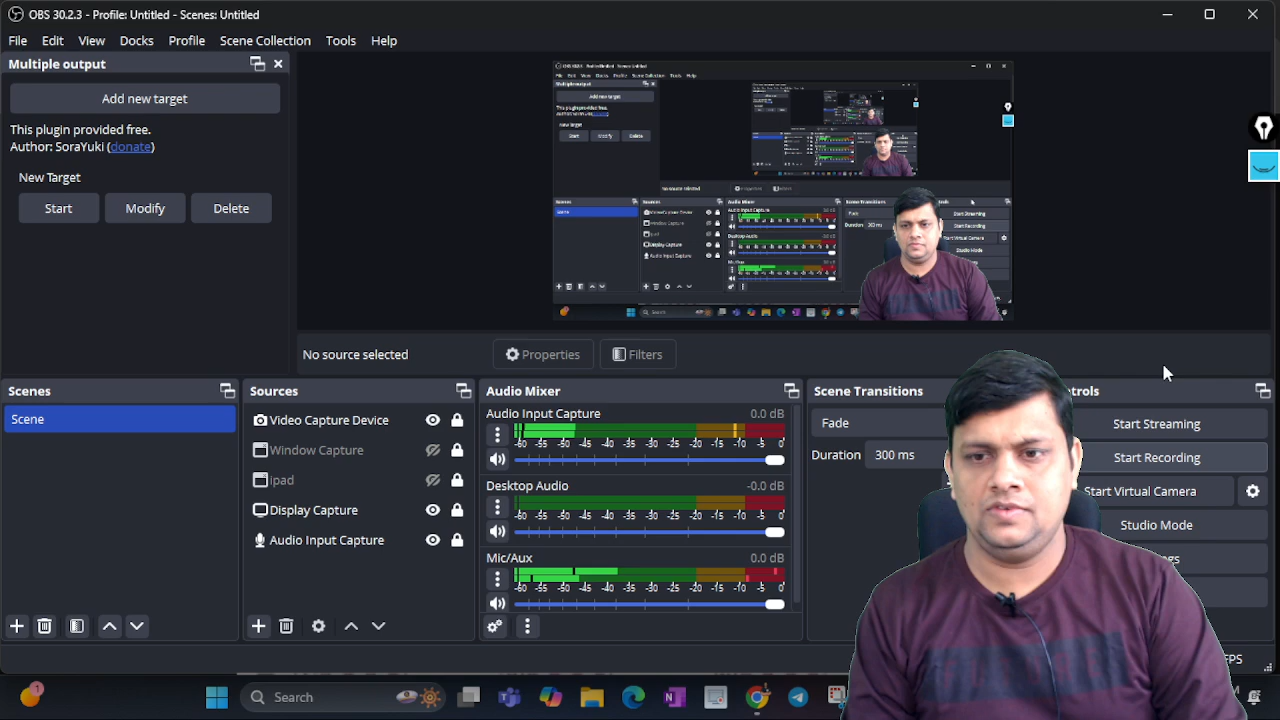 OBS 30.2.3 - Profile: Untitled - Scenes: Untitled
File Edit View Docks Profile Scene Collection Tools Help
Multiple output
Add new target
This plugin provided free.
New Target
Start Modify Delete
No source selected Properties Filters
Scenes
Scene
Sources
Video Capture Device
Window Capture
ipad
Display Capture
Audio Input Capture
Audio Mixer
Audio Input Capture 0.0 dB
-60 -55 -50 -45 -40 -35 -30 -25 -20 -15 -10 -5 0
Desktop Audio -0.0 dB
-60 -55 -50 -45 -40 -35 -30 -25 -20 -15 -10 -5 0
Mic/Aux 0.0 dB
-60 -55 -50 -45 -40 -35 -30 -25 -20 -15 -10 -5 0
Scene Transitions
Fade
Duration 300 ms
Start Streaming
Start Recording
Start Virtual Camera
Studio Mode
1
Search